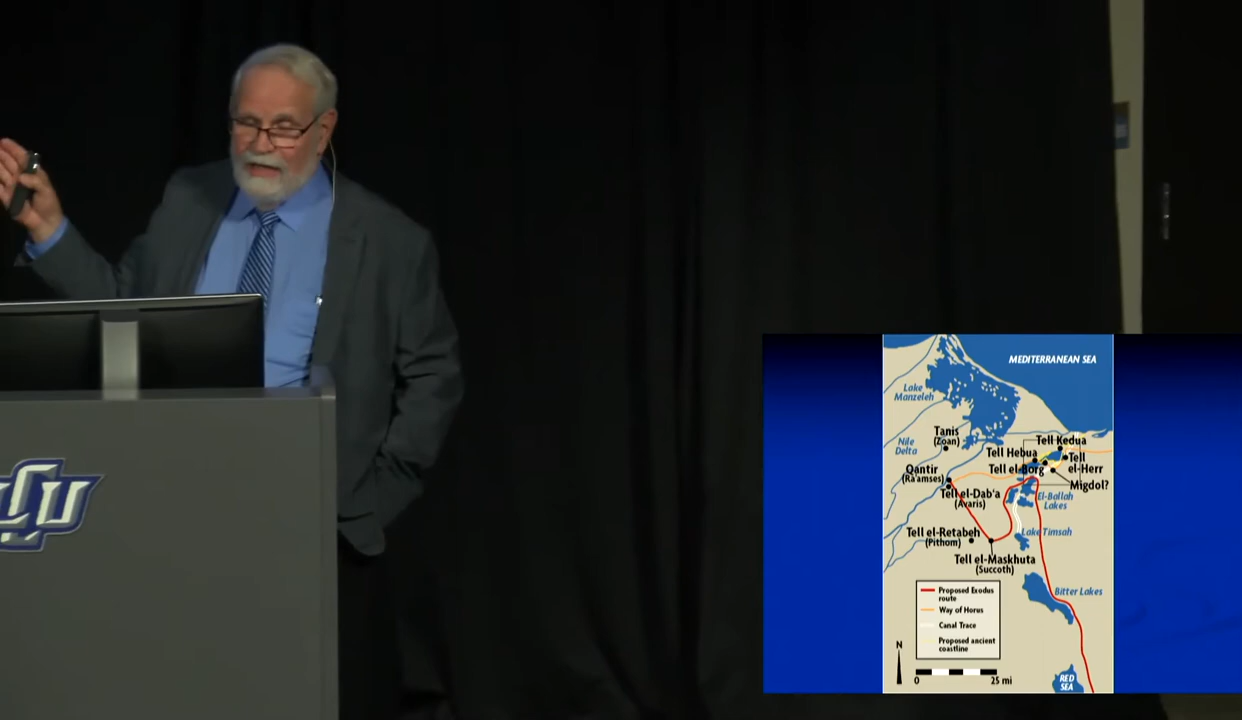 LCU
MEDITERRANEAN SEA
Lake
Manzeleh
Nile
Delta
Tanis
(Zoan)
Tell Kedua
Tell Hebua
Tell
el-Herr
Tell el-Borg
Qantir
(Ra'amses)
Migdol?
Tell el-Dab'a
(Avaris)
El-Ballah
Lakes
Tell el-Retabeh
(Pithom)
Lake Timsah
Tell el-Maskhuta
(Succoth)
Bitter Lakes
Proposed Exodus
route
Way of Horus
Canal Trace
Proposed ancient
coastline
N
0 25 mi
RED
SEA